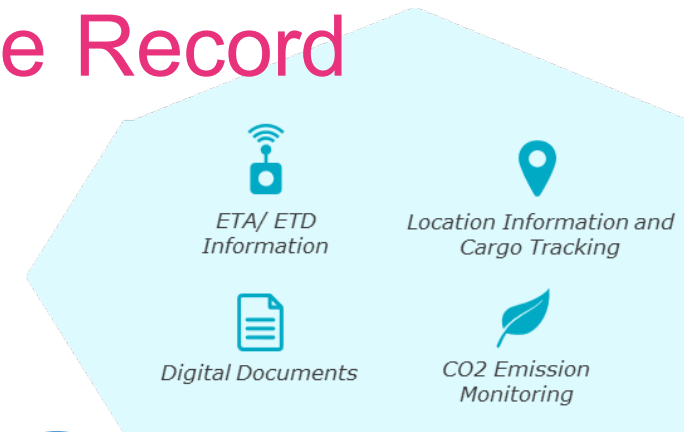 e Record
ETA/ ETD
Information
Location Information and
Cargo Tracking
Digital Documents
CO2 Emission
Monitoring